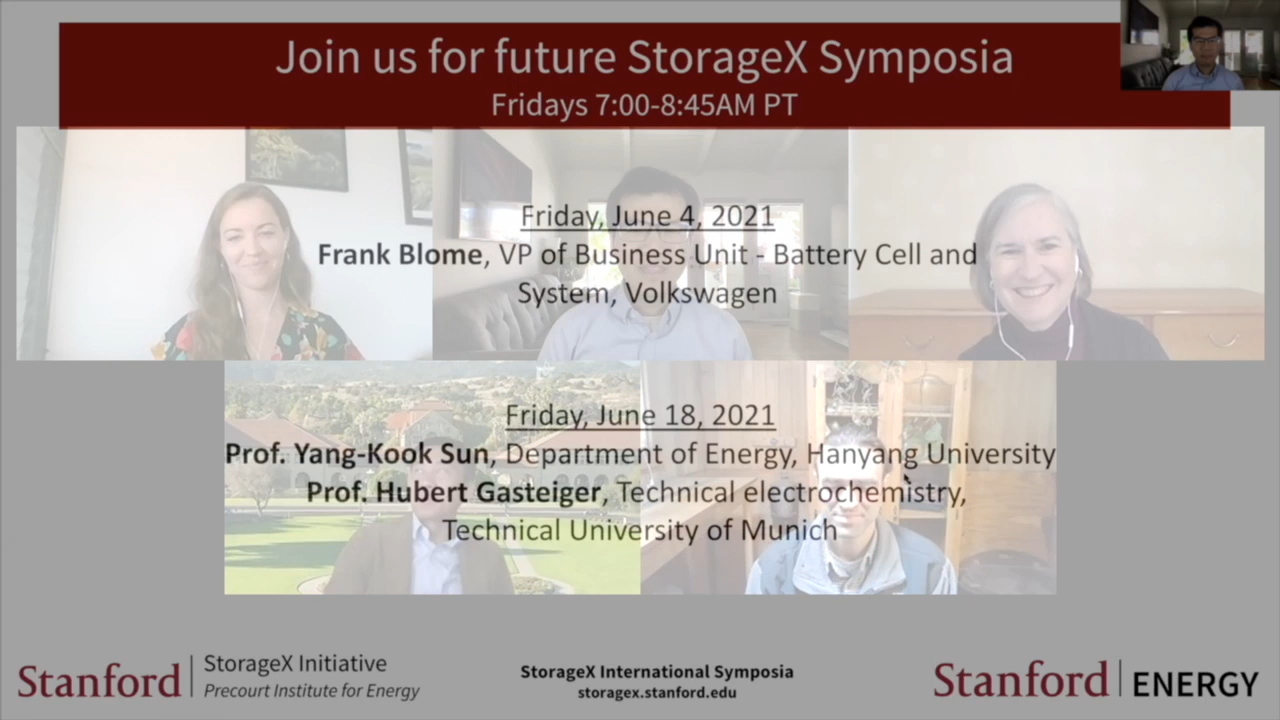 Join us for future StorageX Symposia
Fridays 7:00-8:45AM PT
Friday, June 4, 2021
Frank Blome, VP of Business Unit - Battery Cell and
System, Volkswagen
Friday, June 18, 2021
Prof. Yang-Kook Sun, Department of Energy, Hanyang University
Prof. Hubert Gasteiger, Technical electrochemistry,
Technical University of Munich
Stanford
StorageX Initiative
Precourt Institute for Energy
StorageX International Symposia
storagex.stanford.edu
Stanford ENERGY